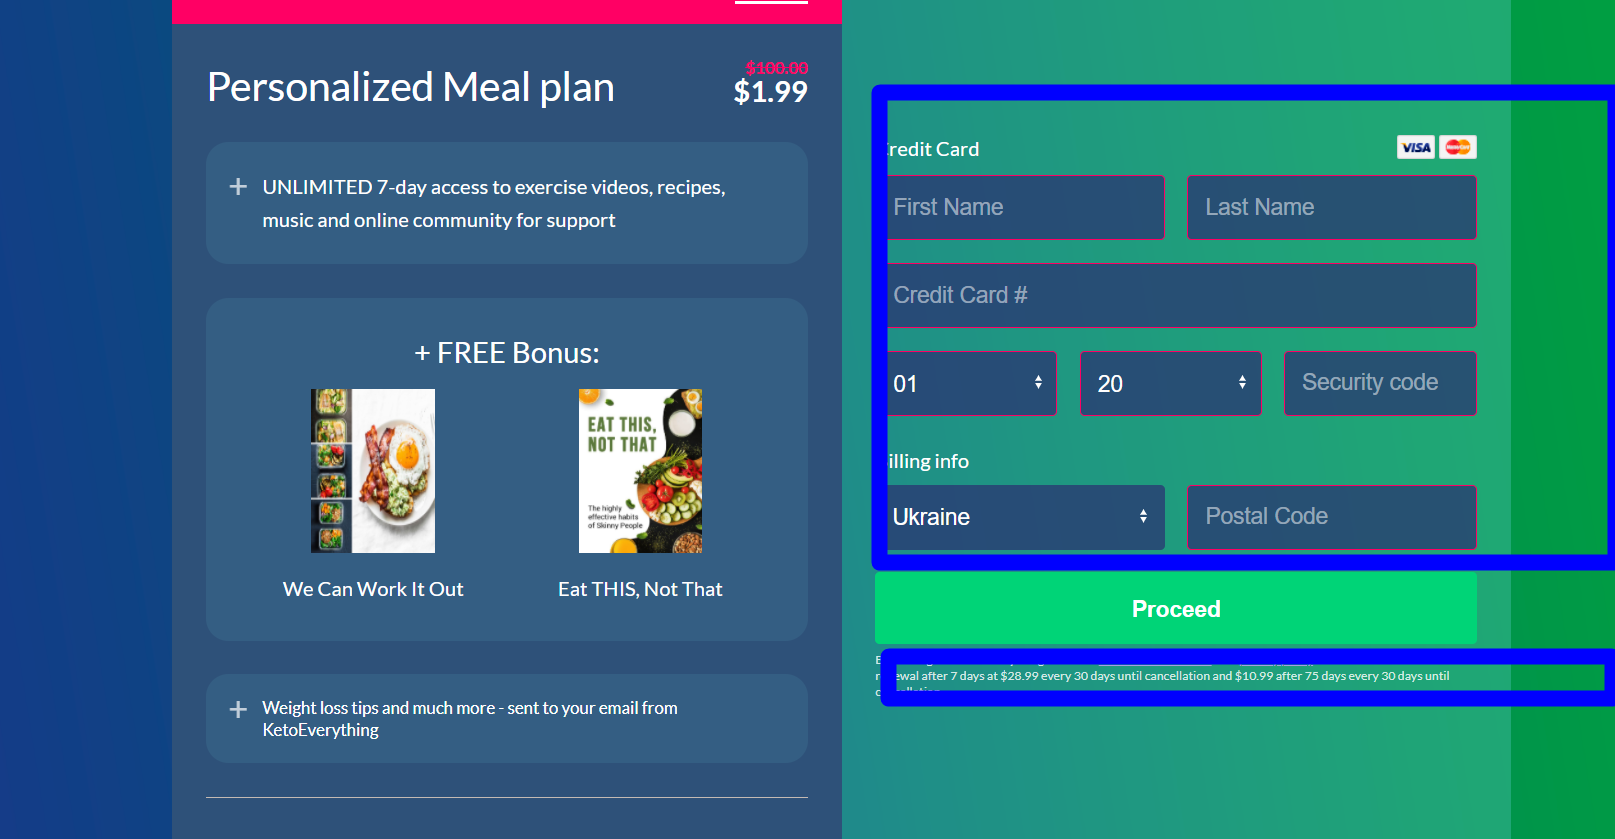 Personalized Meal plan
$100.00
$1.99
+ UNLIMITED 7-day access to exercise videos, recipes,
music and online community for support
+ FREE Bonus:
EAT THIS,
NOT THAT
The highly
effective habits
of Skinny People
We Can Work It Out
Eat THIS, Not That
+ Weight loss tips and much more - sent to your email from
KetoEverything
redit Card
VISA
First Name
Last Name
Credit Card #
01
20
Security code
illing info
Ukraine
Postal Code
Proceed
after 7 days at $28.99 every 30 days until cancellation and $10.99 after 75 days every 30 days until